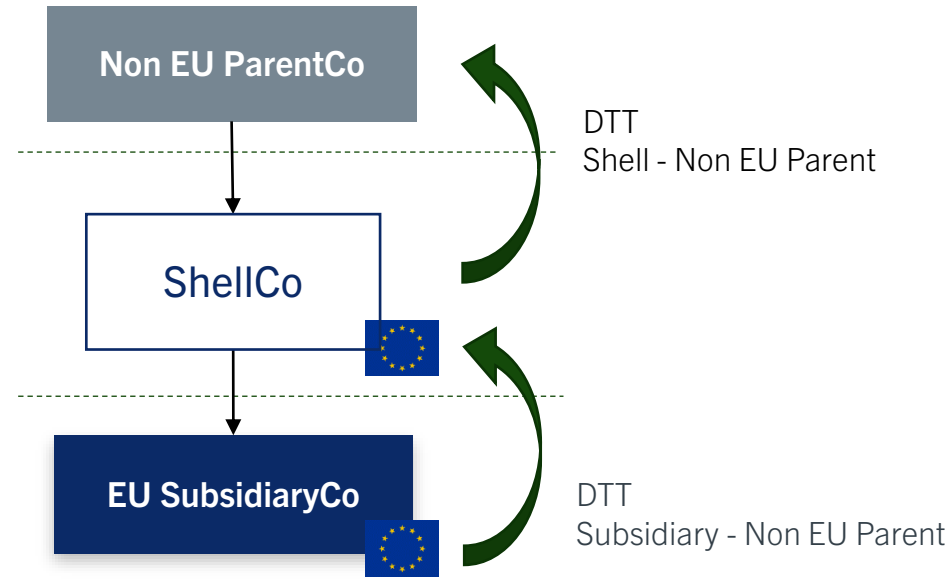 Non EU ParentCo
DTT
Shell - Non EU Parent
ShellCo
EU SubsidiaryCo
DTT
Subsidiary - Non EU Parent